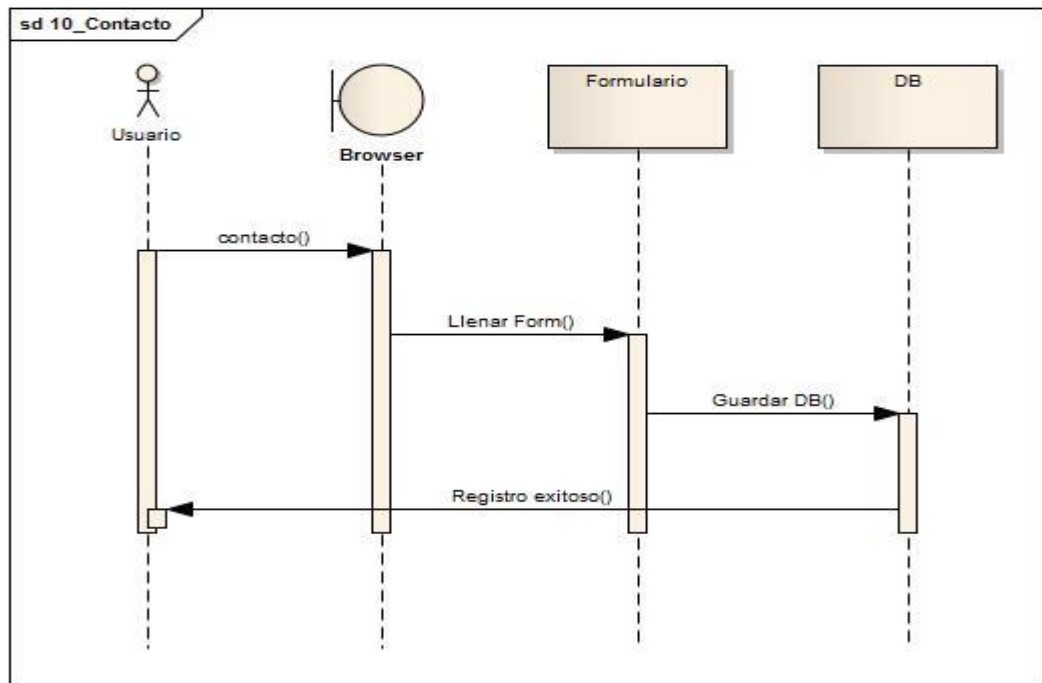 sd 10_Contacto
Usuario
Browser
Formulario
DB
contacto()
Llenar Form()
Guardar DB()
Registro exitoso()